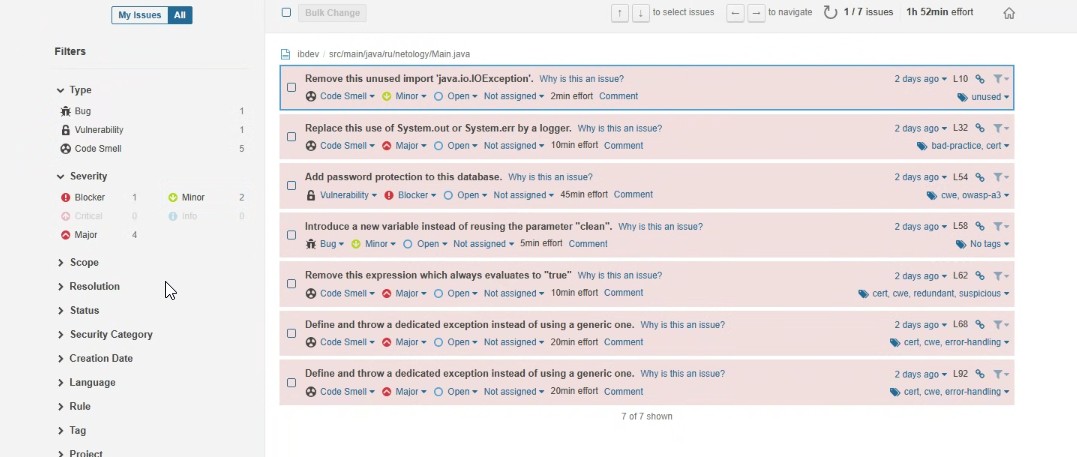 My Issues All
Bulk Change
↑ ↓ to select issues ← → to navigate 1 / 7 issues 1h 52min effort
Filters
Type
Bug 1
Vulnerability 1
Code Smell 5
Severity
Blocker 1 Minor 2
Critical 0 Info 0
Major 4
Scope
Resolution
Status
Security Category
Creation Date
Language
Rule
Tag
Project
ibdev / src/main/java/ru/netology/Main.java
Remove this unused import 'java.io.IOException'. Why is this an issue? 2 days ago L10
Code Smell Minor Open Not assigned 2min effort Comment unused
Replace this use of System.out or System.err by a logger. Why is this an issue? 2 days ago L32
Code Smell Major Open Not assigned 10min effort Comment bad-practice, cert
Add password protection to this database. Why is this an issue? 2 days ago L54
Vulnerability Blocker Open Not assigned 45min effort Comment cwe, owasp-a3
Introduce a new variable instead of reusing the parameter "clean". Why is this an issue? 2 days ago L58
Bug Minor Open Not assigned 5min effort Comment No tags
Remove this expression which always evaluates to "true" Why is this an issue? 2 days ago L62
Code Smell Major Open Not assigned 10min effort Comment cert, cwe, redundant, suspicious
Define and throw a dedicated exception instead of using a generic one. Why is this an issue? 2 days ago L68
Code Smell Major Open Not assigned 20min effort Comment cert, cwe, error-handling
Define and throw a dedicated exception instead of using a generic one. Why is this an issue? 2 days ago L92
Code Smell Major Open Not assigned 20min effort Comment cert, cwe, error-handling
7 of 7 shown